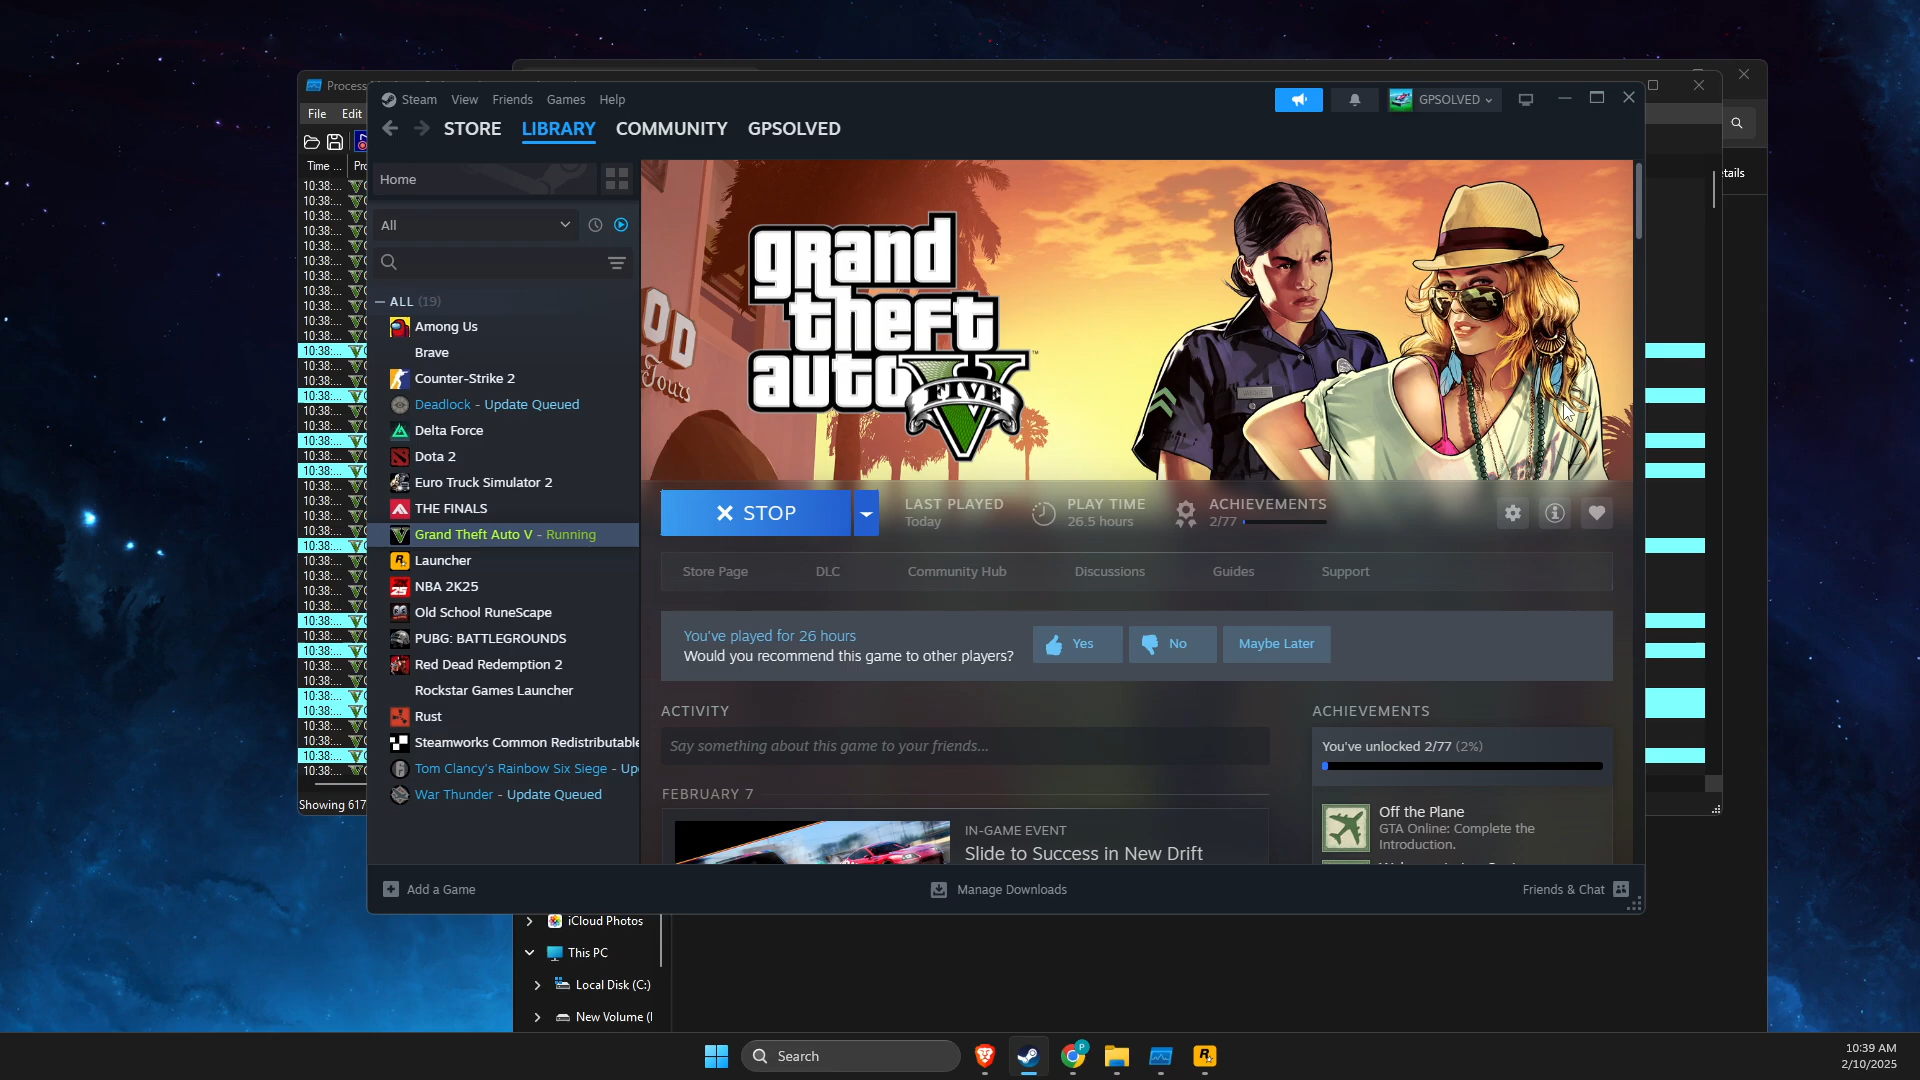 Process
File Edit
Time ...
Showing 617
Steam View Friends Games Help
GPSOLVED
STORE LIBRARY COMMUNITY GPSOLVED
Home
All
ALL (19)
Among Us
Brave
Counter-Strike 2
Deadlock - Update Queued
Delta Force
Dota 2
Euro Truck Simulator 2
THE FINALS
Grand Theft Auto V - Running
Launcher
NBA 2K25
Old School RuneScape
PUBG: BATTLEGROUNDS
Red Dead Redemption 2
Rockstar Games Launcher
Rust
Steamworks Common Redistributable
Tom Clancy's Rainbow Six Siege - Up
War Thunder - Update Queued
grand
theft
auto V
FIVE
™
Tours
STOP
LAST PLAYED
Today
PLAY TIME
26.5 hours
ACHIEVEMENTS
2/77
Store Page DLC Community Hub Discussions Guides Support
You've played for 26 hours
Would you recommend this game to other players?
Yes No Maybe Later
ACTIVITY
Say something about this game to your friends...
FEBRUARY 7
IN-GAME EVENT
Slide to Success in New Drift
ACHIEVEMENTS
You've unlocked 2/77 (2%)
Off the Plane
GTA Online: Complete the
Introduction.
Add a Game
Manage Downloads
Friends & Chat
etails
iCloud Photos
This PC
Local Disk (C:)
New Volume (
Search
10:39 AM
2/10/2025